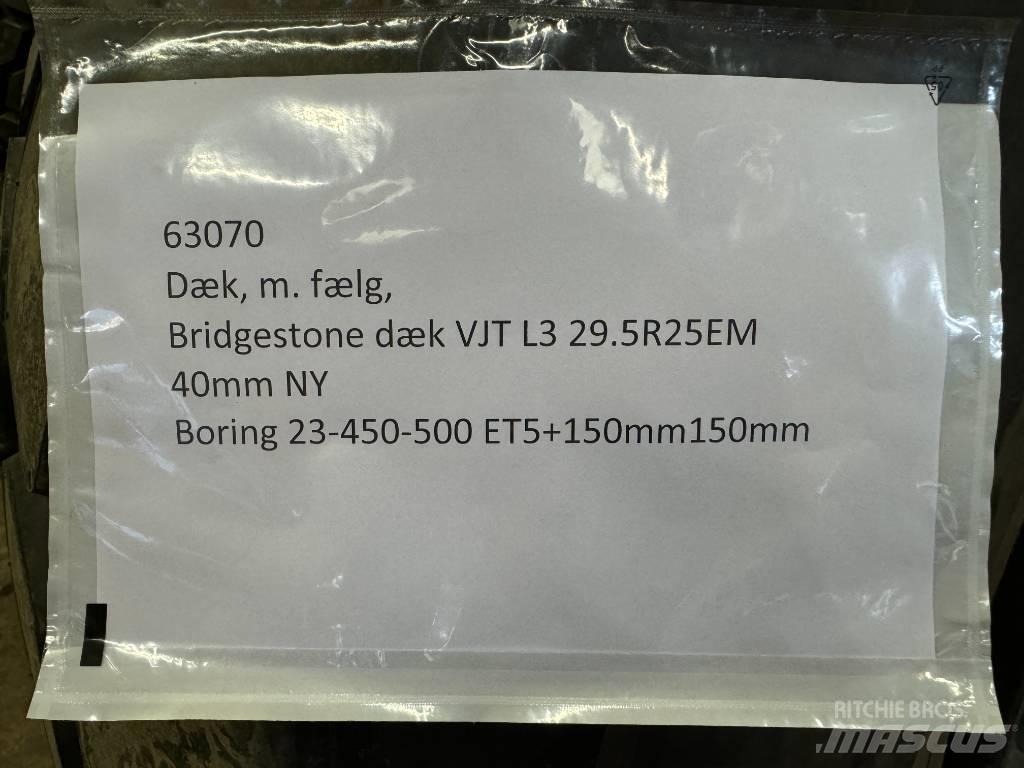 63070
Dæk, m. fælg,
Bridgestone dæk VJT L3 29.5R25EM
40mm NY
Boring 23-450-500 ET5+150mm150mm
RITCHIE BROS.
MASCUS